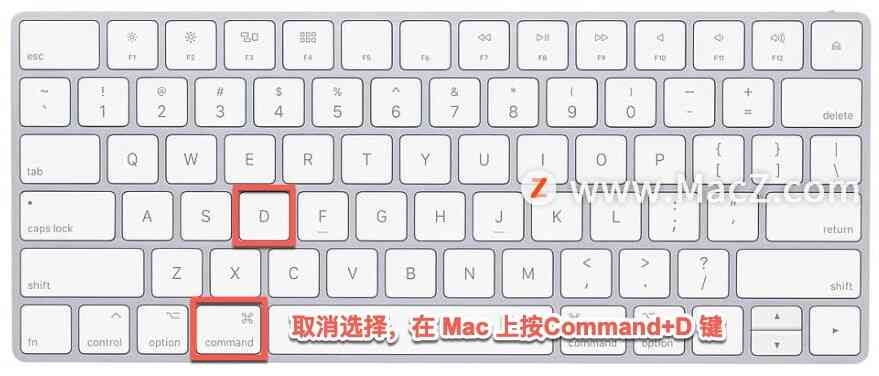 esc F1 F2 F3 F4 F5 F6 F7 F8 F9 F10 F11 F12
~ ` ! 1 @ 2 # 3 $ 4 % 5 ^ 6 & 7 * 8 ( 9 ) 0 — - + = delete
tab Q W E R T Y U I O P { [ } ] | \
Z www.MacZ.com
caps lock A S D F G H J K L : ; " ' return
shift Z X C V B N M < , > . ? / shift
fn control option ⌘ command command option
取消选择，在 Mac 上按Command+D 键